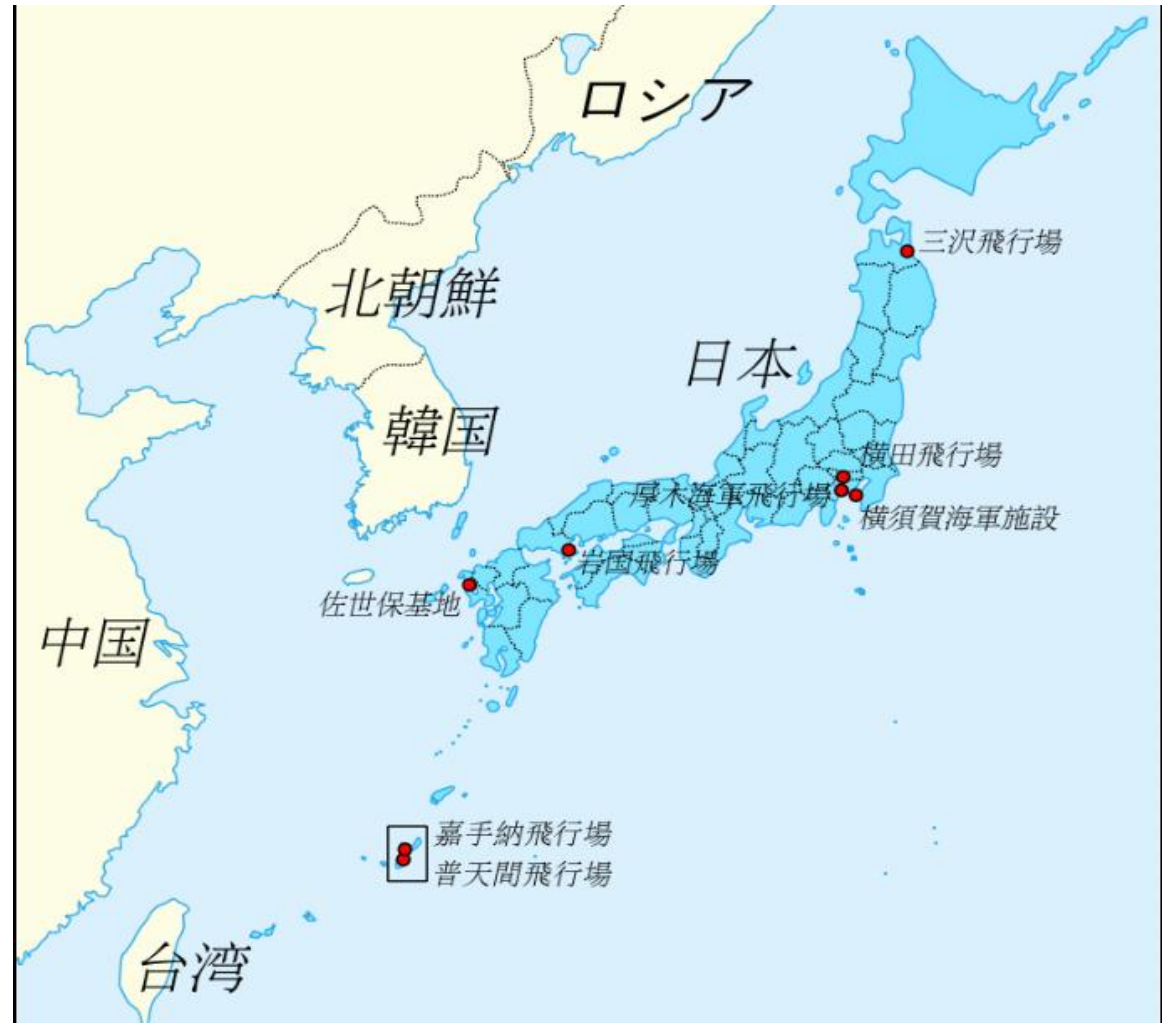 ロシア
三沢飛行場
北朝鮮
日本
韓国
横田飛行場
厚木海軍飛行場
横須賀海軍施設
岩国飛行場
佐世保基地
中国
嘉手納飛行場
普天間飛行場
台湾